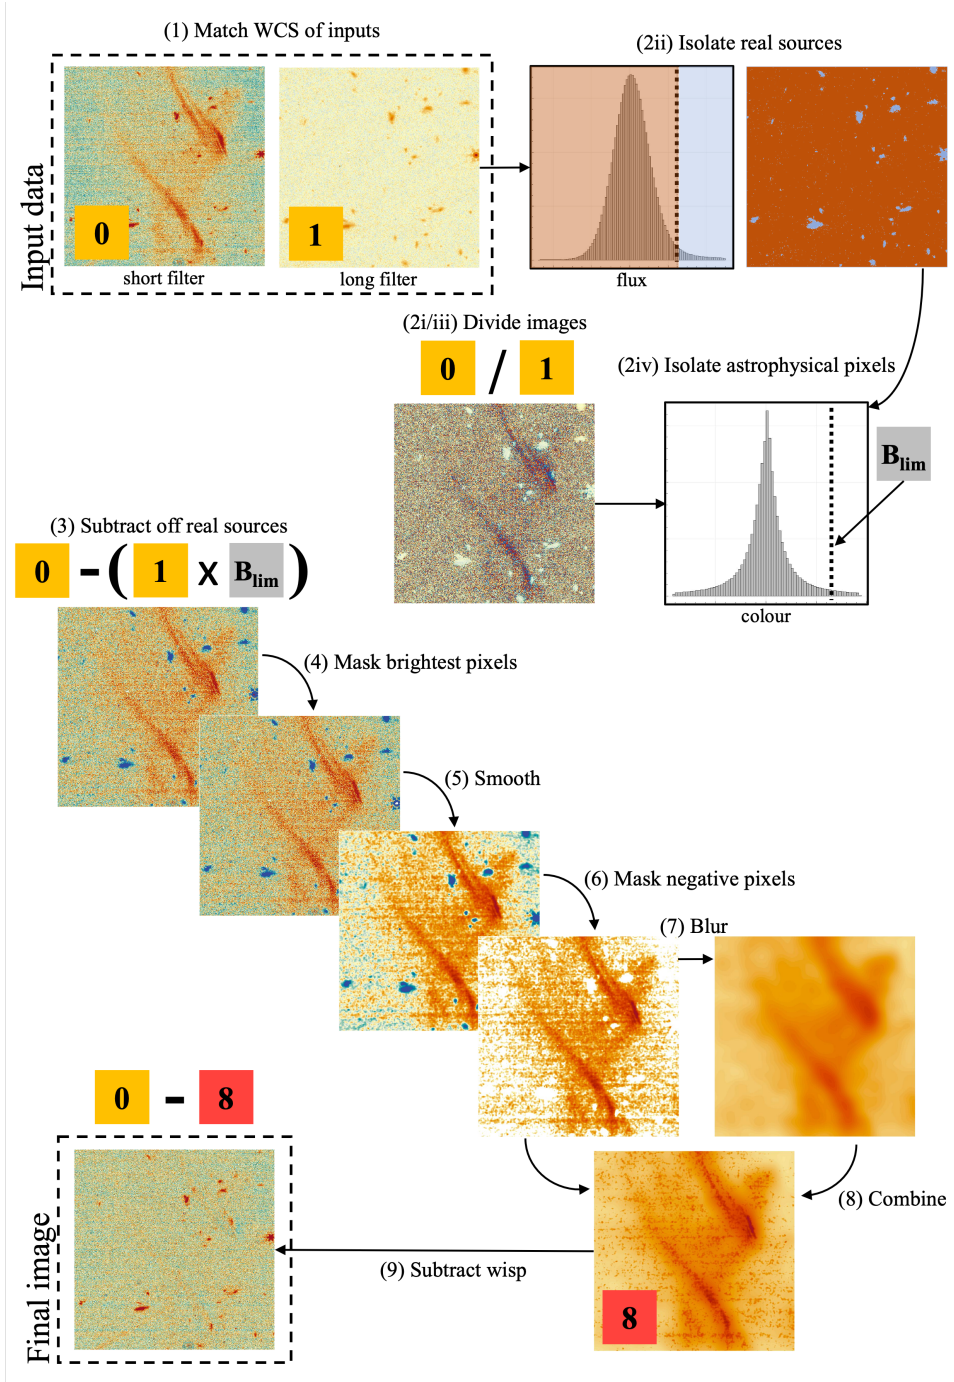 (1) Match WCS of inputs
(2ii) Isolate real sources
Input data
0
1
short filter
long filter
flux
(2i/iii) Divide images
0 / 1
(2iv) Isolate astrophysical pixels
Blim
colour
(3) Subtract off real sources
0 - ( 1 x Blim )
(4) Mask brightest pixels
(5) Smooth
(6) Mask negative pixels
(7) Blur
0 - 8
(8) Combine
(9) Subtract wisp
8
Final image